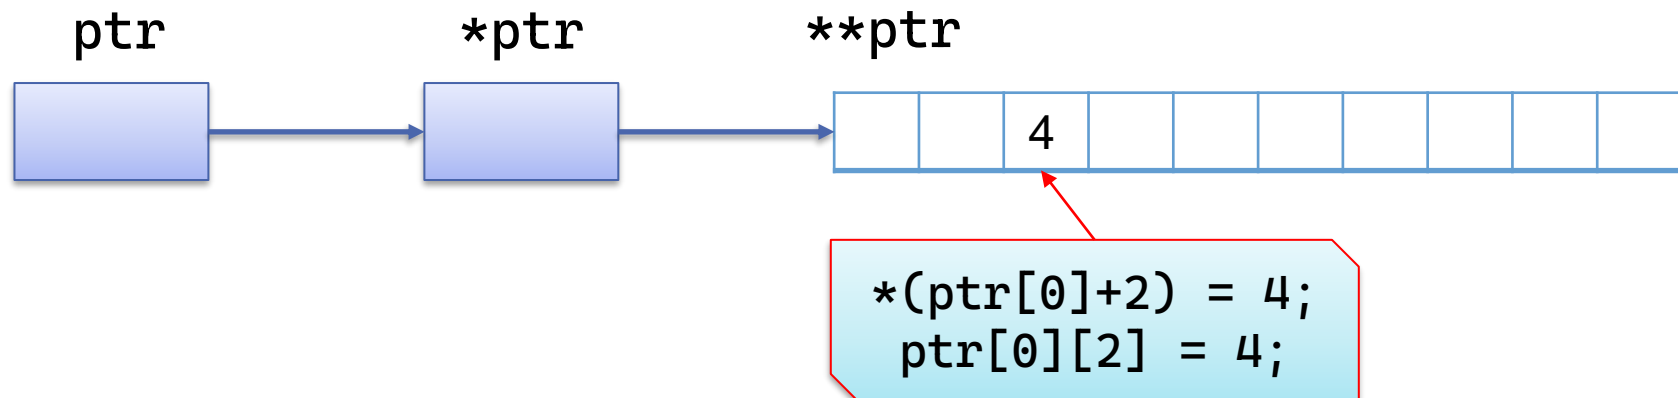 ptr *ptr **ptr
4
*(ptr[0]+2) = 4;
ptr[0][2] = 4;